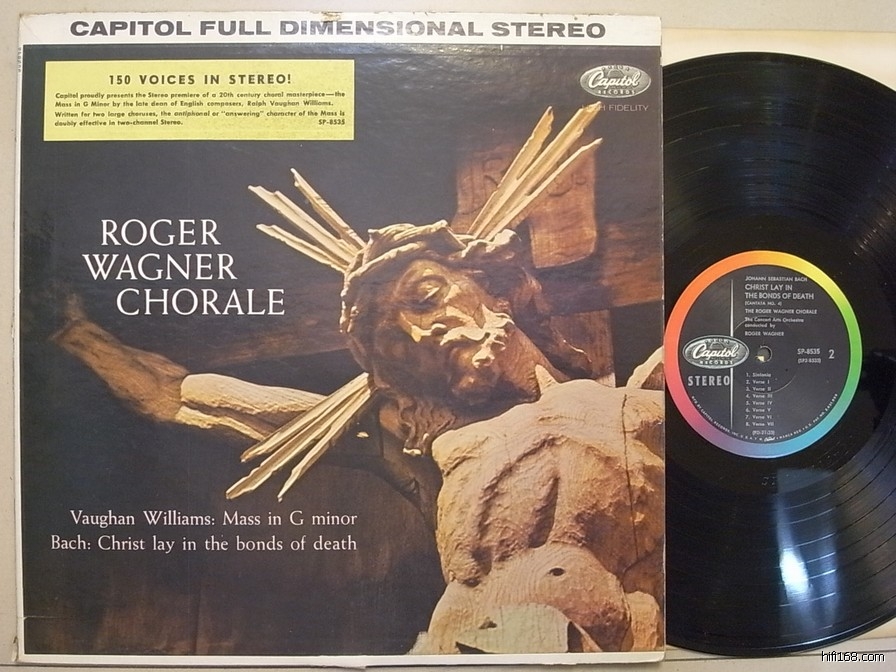 CAPITOL FULL DIMENSIONAL STEREO
150 VOICES IN STEREO!
Capitol proudly presents the Stereo premiere of a 20th century choral masterpiece—the
Mass in G Minor by the late dean of English composers, Ralph Vaughan Williams.
Written for two large choruses, the antiphonal or "answering" character of the Mass is
doubly effective in two-channel Stereo. SP-8535
Capitol
RECORDS
HIGH FIDELITY
ROGER
WAGNER
CHORALE
Vaughan Williams: Mass in G minor
Bach: Christ lay in the bonds of death
JOHANN SEBASTIAN BACH
CHRIST LAY IN
THE BONDS OF DEATH
(CANTATA NO. 4)
THE ROGER WAGNER CHORALE
The Concert Arts Orchestra
conducted by
ROGER WAGNER
Capitol
STEREO
SP-8535 2
1. Sinfonia
2. Verse I
3. Verse II
4. Verse III
5. Verse IV
6. Verse V
7. Verse VI
8. Verse VII
hifi168.com